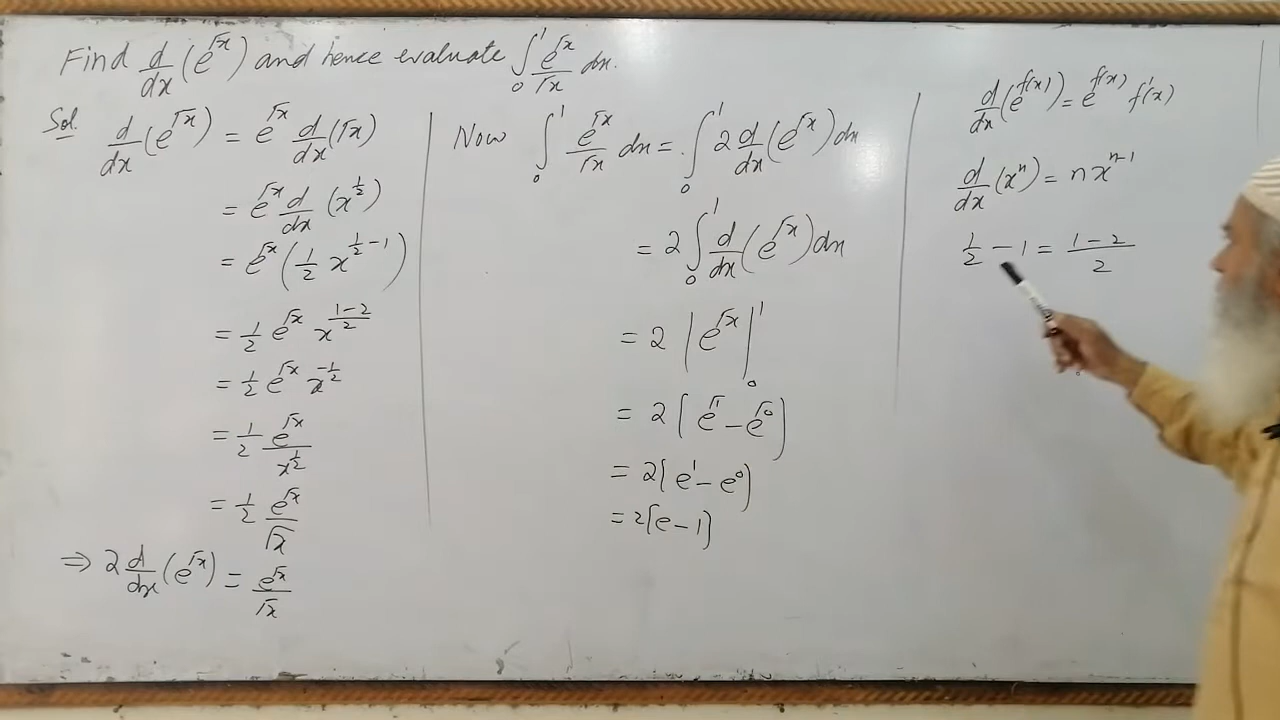 Find d/dx (e^√x) and hence evaluate ∫₀¹ e^√x/√x dx.
Sol. d/dx (e^√x) = e^√x d/dx (√x)
= e^√x d/dx (x^(1/2))
= e^√x (1/2 x^(1/2 − 1))
= 1/2 e^√x x^((1−2)/2)
= 1/2 e^√x x^(−1/2)
= 1/2 e^√x/x^(1/2)
= 1/2 e^√x/√x
⇒ 2 d/dx (e^√x) = e^√x/√x
Now ∫₀¹ e^√x/√x dx = ∫₀¹ 2 d/dx (e^√x) dx
= 2 ∫₀¹ d/dx (e^√x) dx
= 2 | e^√x |₀¹
= 2 [e^√1 − e^√0]
= 2[e¹ − e⁰]
= 2[e − 1]
d/dx (e^f(x)) = e^f(x) f'(x)
d/dx (xⁿ) = n x^(n−1)
1/2 − 1 = (1−2)/2